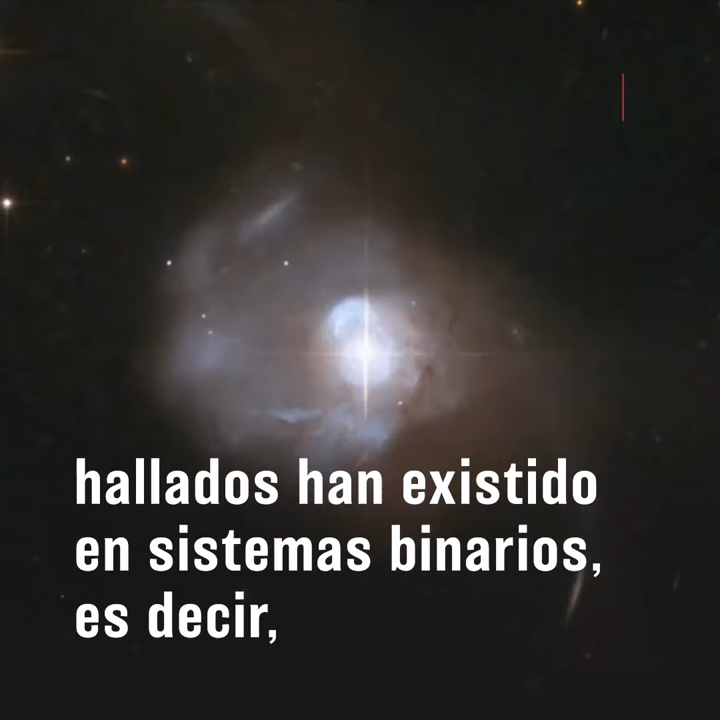 hallados han existido
en sistemas binarios,
es decir,